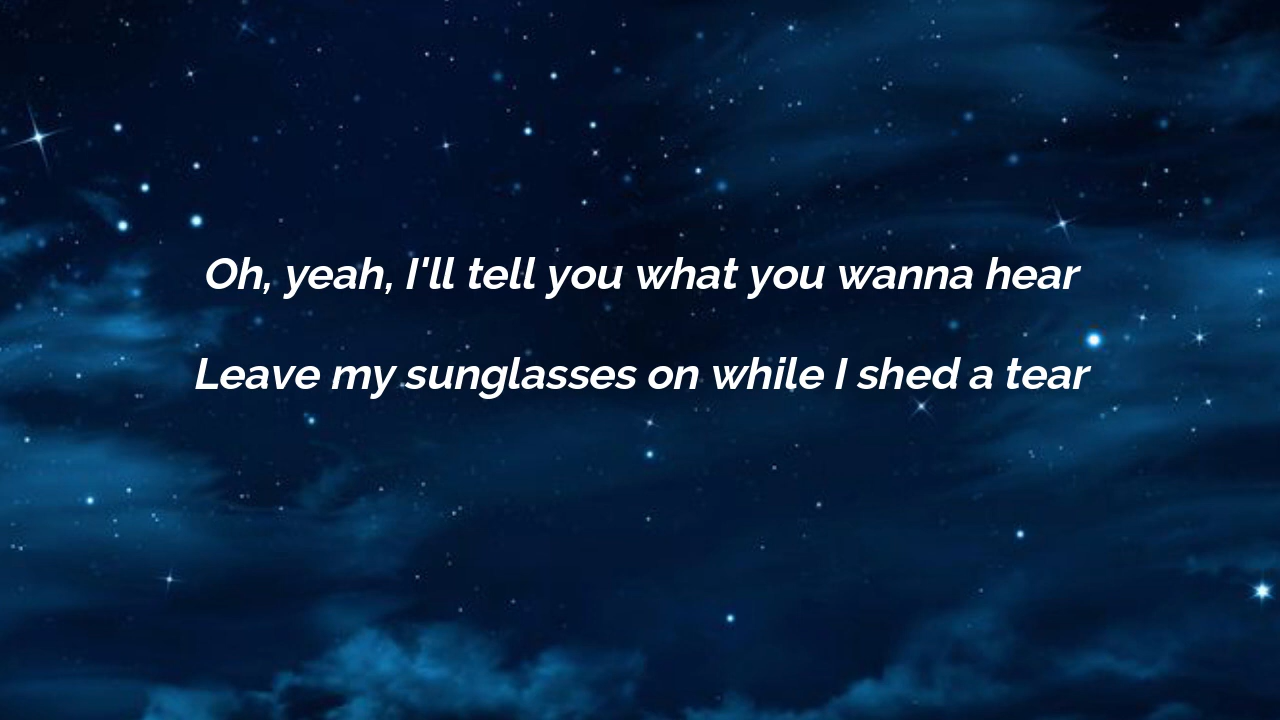 Oh, yeah, I'll tell you what you wanna hear
Leave my sunglasses on while I shed a tear